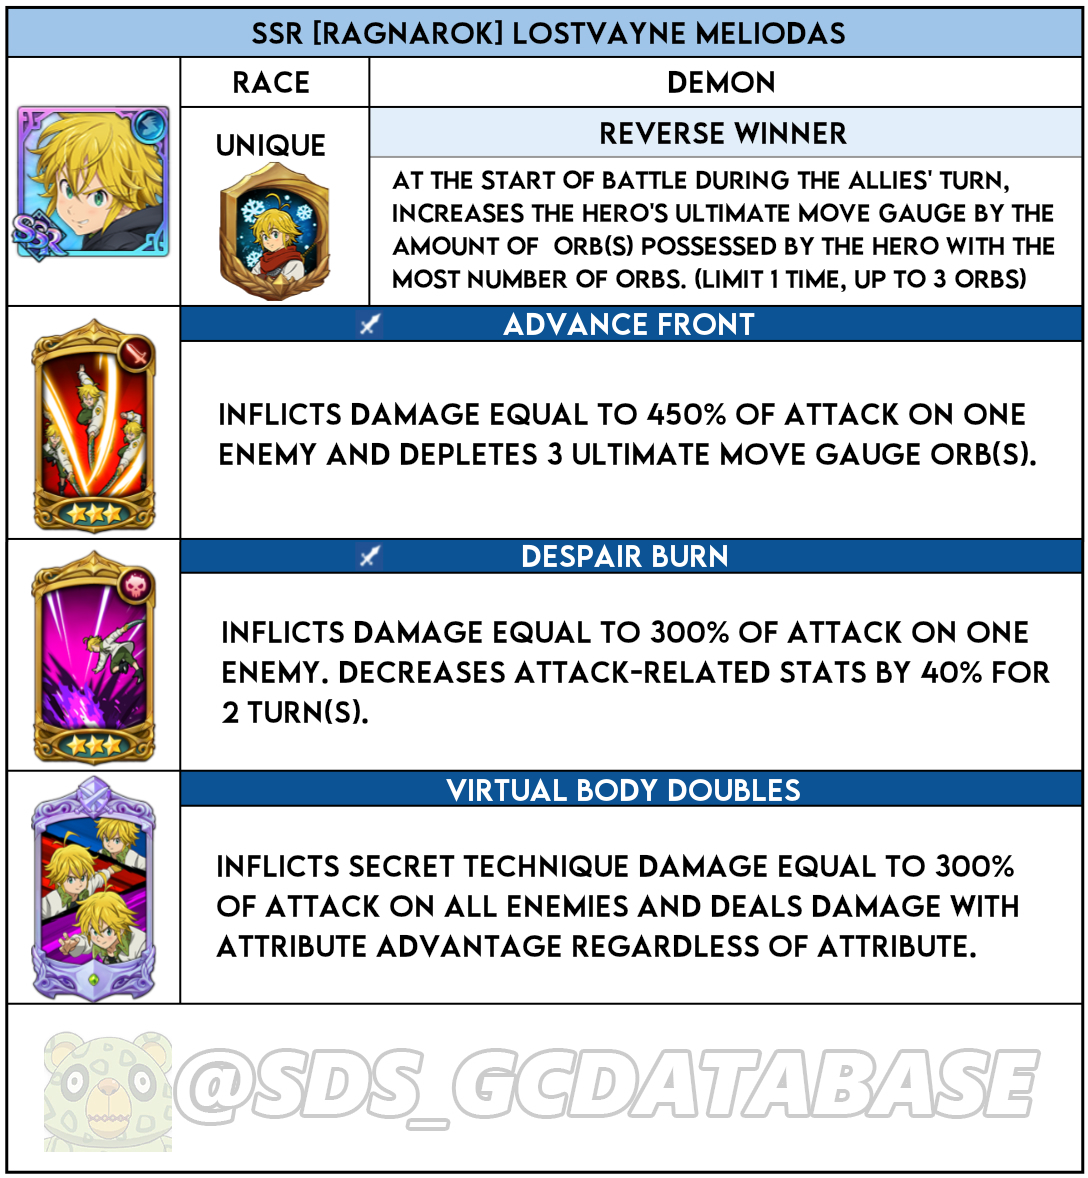 SSR [RAGNAROK] LOSTVAYNE MELIODAS
RACE
DEMON
SSR
UNIQUE
REVERSE WINNER
AT THE START OF BATTLE DURING THE ALLIES' TURN,
INCREASES THE HERO'S ULTIMATE MOVE GAUGE BY THE
AMOUNT OF ORB(S) POSSESSED BY THE HERO WITH THE
MOST NUMBER OF ORBS. (LIMIT 1 TIME, UP TO 3 ORBS)
ADVANCE FRONT
INFLICTS DAMAGE EQUAL TO 450% OF ATTACK ON ONE
ENEMY AND DEPLETES 3 ULTIMATE MOVE GAUGE ORB(S).
DESPAIR BURN
INFLICTS DAMAGE EQUAL TO 300% OF ATTACK ON ONE
ENEMY. DECREASES ATTACK-RELATED STATS BY 40% FOR
2 TURN(S).
VIRTUAL BODY DOUBLES
INFLICTS SECRET TECHNIQUE DAMAGE EQUAL TO 300%
OF ATTACK ON ALL ENEMIES AND DEALS DAMAGE WITH
ATTRIBUTE ADVANTAGE REGARDLESS OF ATTRIBUTE.
@SDS_GCDATABASE